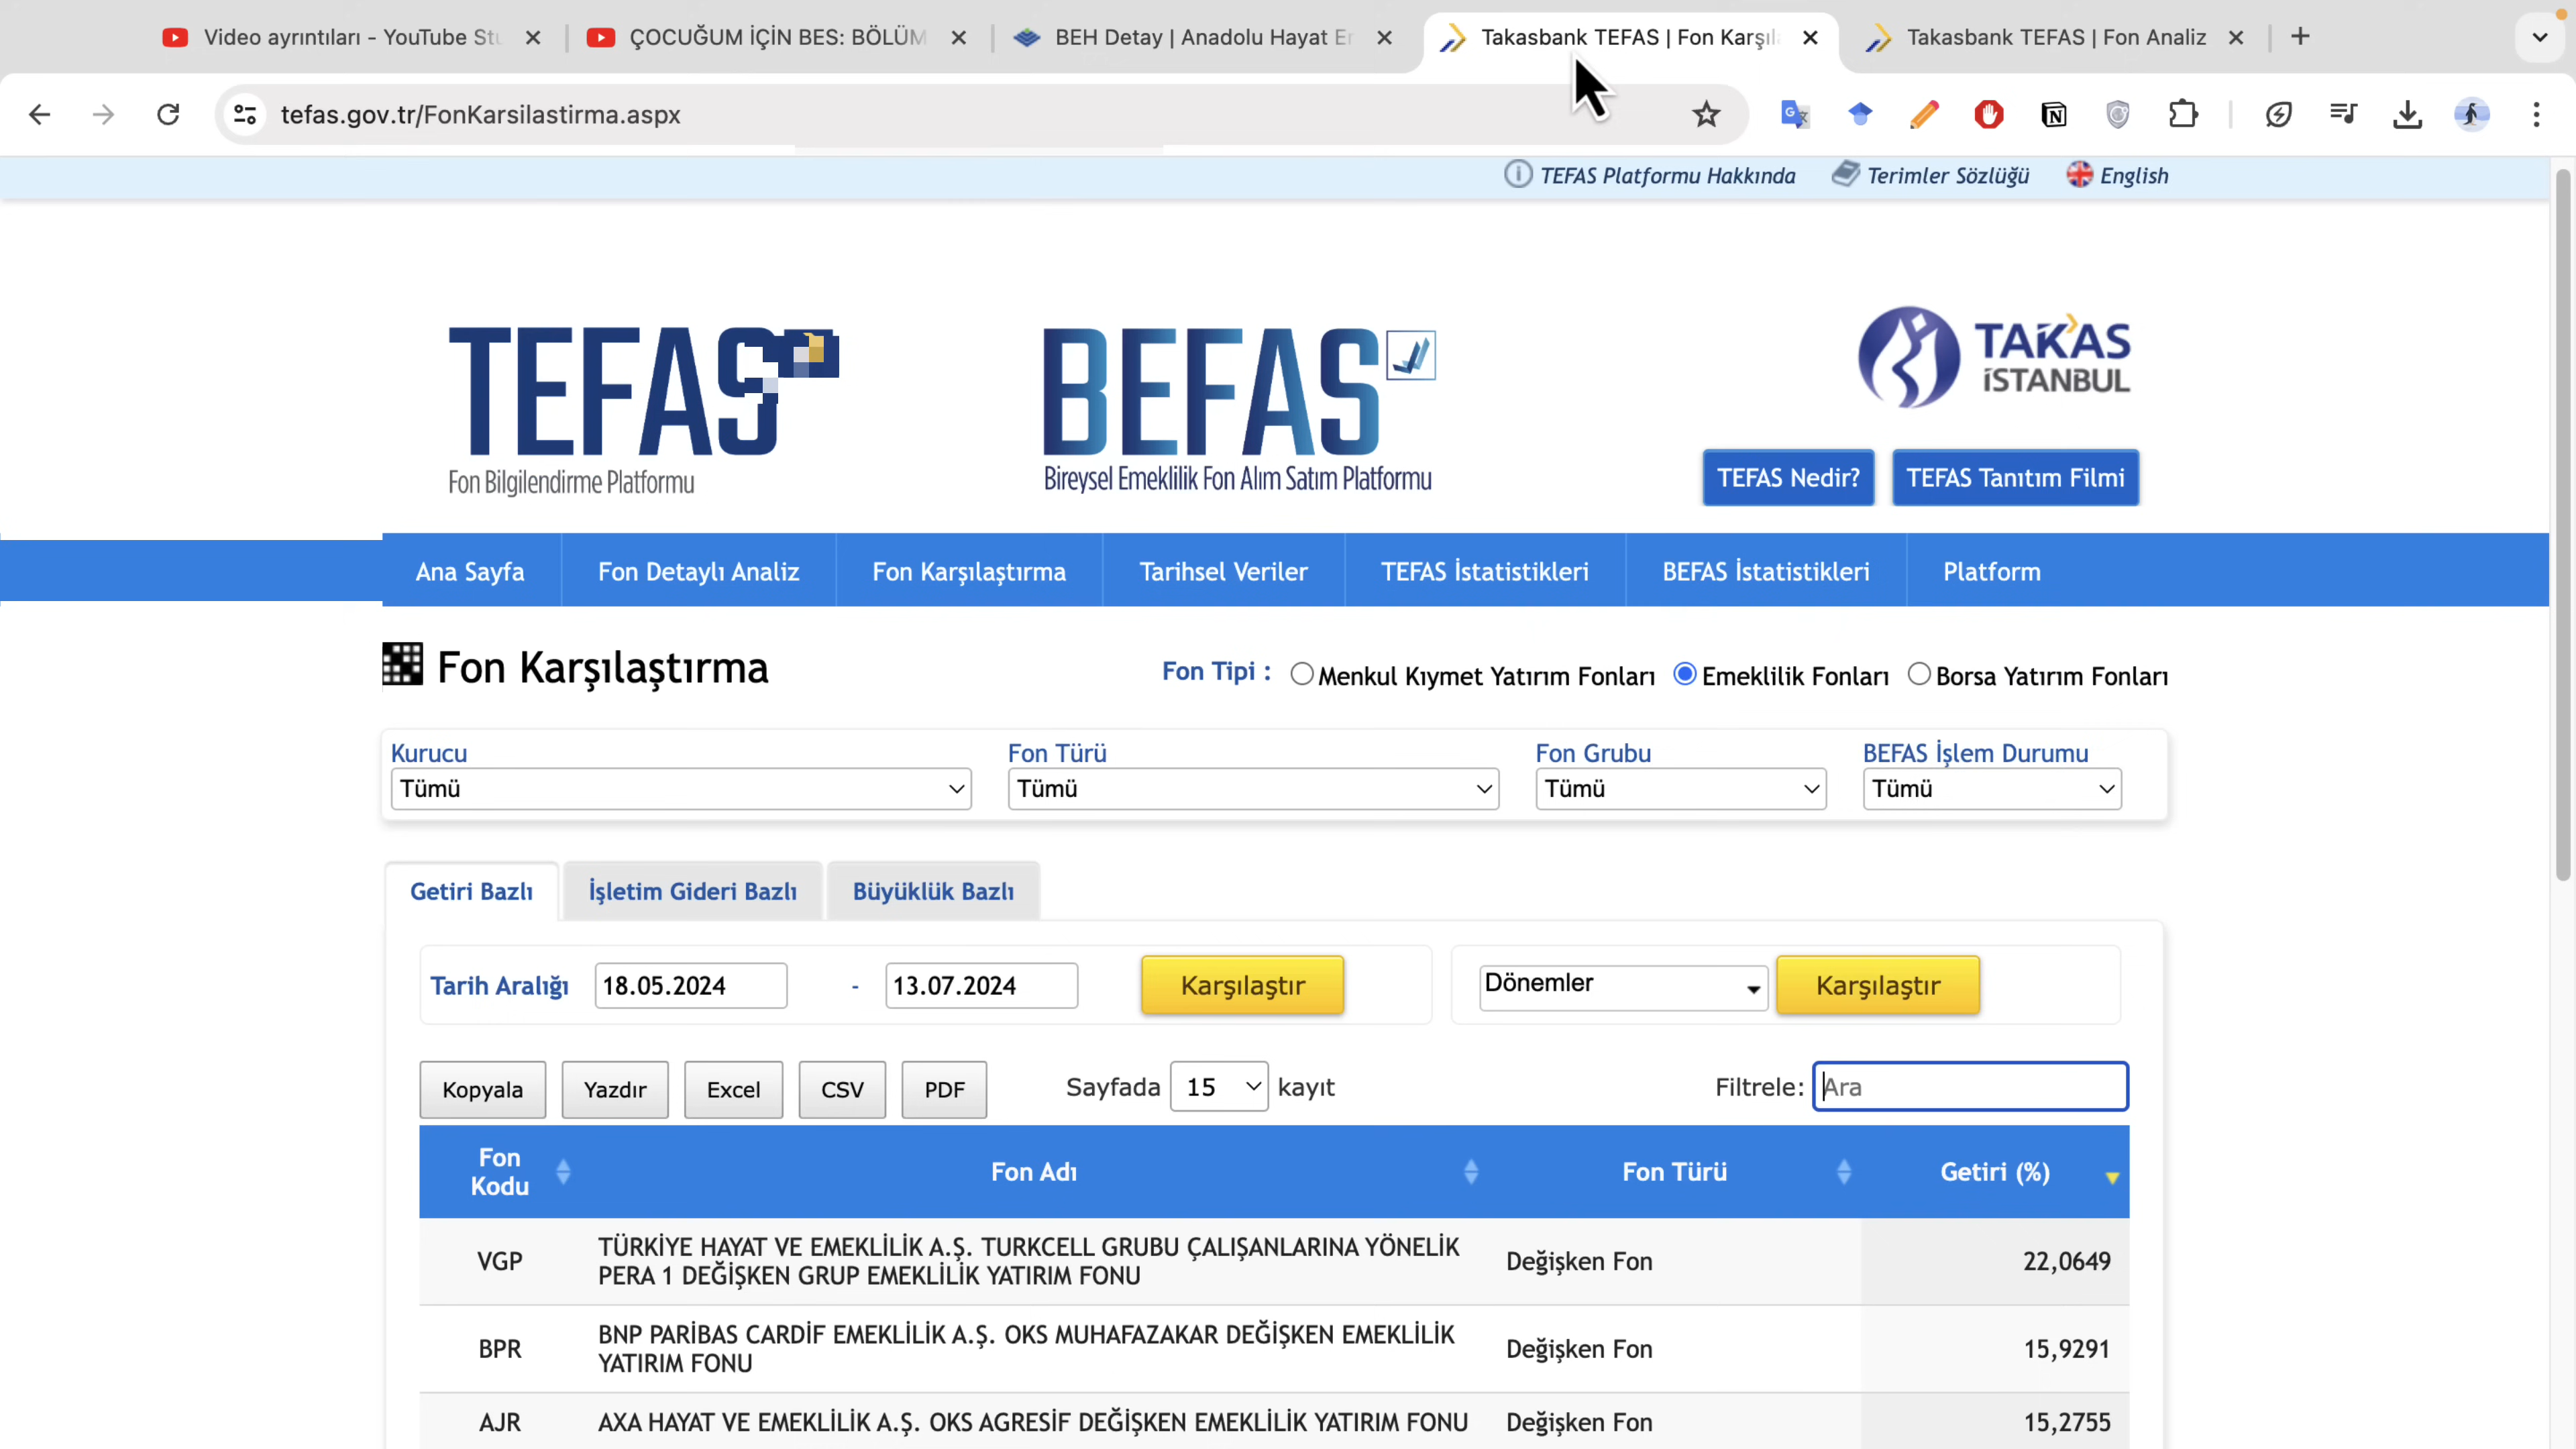 Video ayrıntıları - YouTube Stu
ÇOCUĞUM İÇİN BES: BÖLÜM
BEH Detay | Anadolu Hayat Er
Takasbank TEFAS | Fon Karşıla
Takasbank TEFAS | Fon Analiz
tefas.gov.tr/FonKarsilastirma.aspx
TEFAS Platformu Hakkında
Terimler Sözlüğü
English
TEFAS
Fon Bilgilendirme Platformu
BEFAS
Bireysel Emeklilik Fon Alım Satım Platformu
TAKAS
İSTANBUL
TEFAS Nedir?
TEFAS Tanıtım Filmi
Ana Sayfa
Fon Detaylı Analiz
Fon Karşılaştırma
Tarihsel Veriler
TEFAS İstatistikleri
BEFAS İstatistikleri
Platform
Fon Karşılaştırma
Fon Tipi :
Menkul Kıymet Yatırım Fonları
Emeklilik Fonları
Borsa Yatırım Fonları
Kurucu
Fon Türü
Fon Grubu
BEFAS İşlem Durumu
Tümü
Tümü
Tümü
Tümü
Getiri Bazlı
İşletim Gideri Bazlı
Büyüklük Bazlı
Tarih Aralığı
18.05.2024
-
13.07.2024
Karşılaştır
Dönemler
Karşılaştır
Kopyala
Yazdır
Excel
CSV
PDF
Sayfada 15 kayıt
Filtrele: Ara
Fon
Kodu
Fon Adı
Fon Türü
Getiri (%)
VGP
TÜRKİYE HAYAT VE EMEKLİLİK A.Ş. TURKCELL GRUBU ÇALIŞANLARINA YÖNELİK
PERA 1 DEĞİŞKEN GRUP EMEKLİLİK YATIRIM FONU
Değişken Fon
22,0649
BPR
BNP PARİBAS CARDİF EMEKLİLİK A.Ş. OKS MUHAFAZAKAR DEĞİŞKEN EMEKLİLİK
YATIRIM FONU
Değişken Fon
15,9291
AJR
AXA HAYAT VE EMEKLİLİK A.Ş. OKS AGRESİF DEĞİŞKEN EMEKLİLİK YATIRIM FONU
Değişken Fon
15,2755